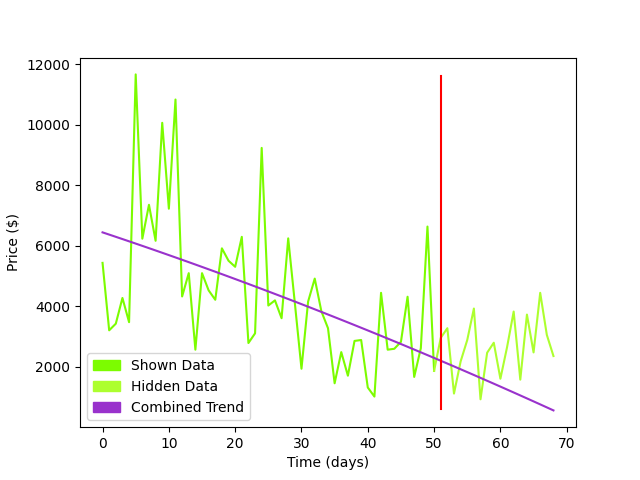 12000
10000
8000
6000
4000
2000
Price ($)
Shown Data
Hidden Data
Combined Trend
0 10 20 30 40 50 60 70
Time (days)